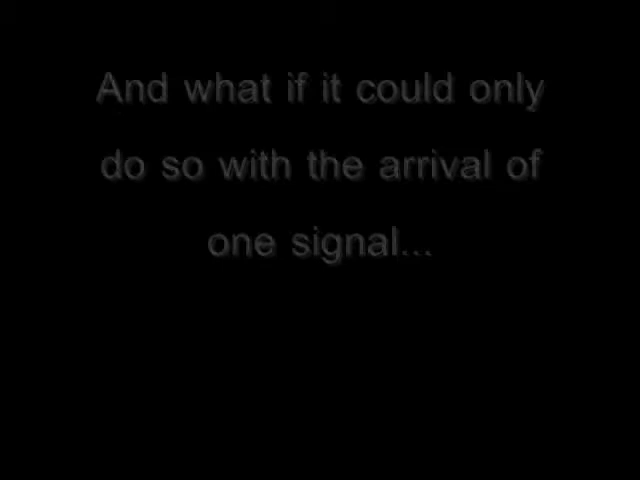 And what if it could only
do so with the arrival of
one signal...